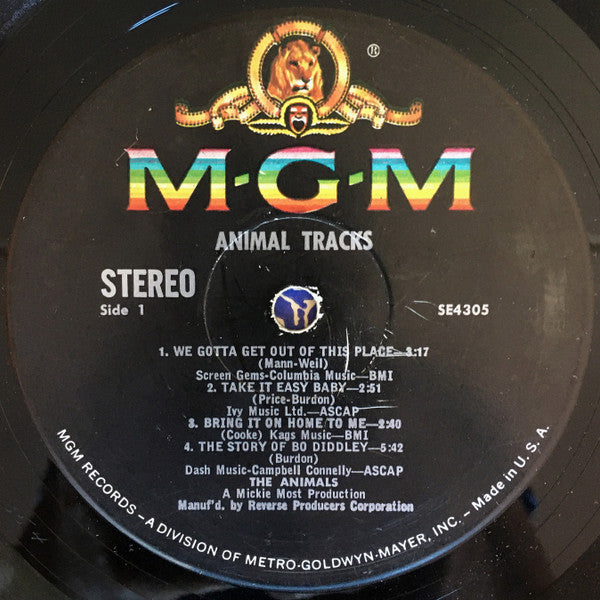 ®
M-G-M
ANIMAL TRACKS
STEREO
Side 1
SE4305
1. WE GOTTA GET OUT OF THIS PLACE—3:17
(Mann-Weil)
Screen Gems-Columbia Music—BMI
2. TAKE IT EASY BABY—2:51
(Price-Burdon)
Ivy Music Ltd.—ASCAP
3. BRING IT ON HOME TO ME—2:40
(Cooke) Kags Music—BMI
4. THE STORY OF BO DIDDLEY—5:42
(Burdon)
Dash Music-Campbell Connelly—ASCAP
THE ANIMALS
A Mickie Most Production
Manuf'd. by Reverse Producers Corporation
MGM RECORDS – A DIVISION OF METRO-GOLDWYN-MAYER, INC. – Made in U. S. A.